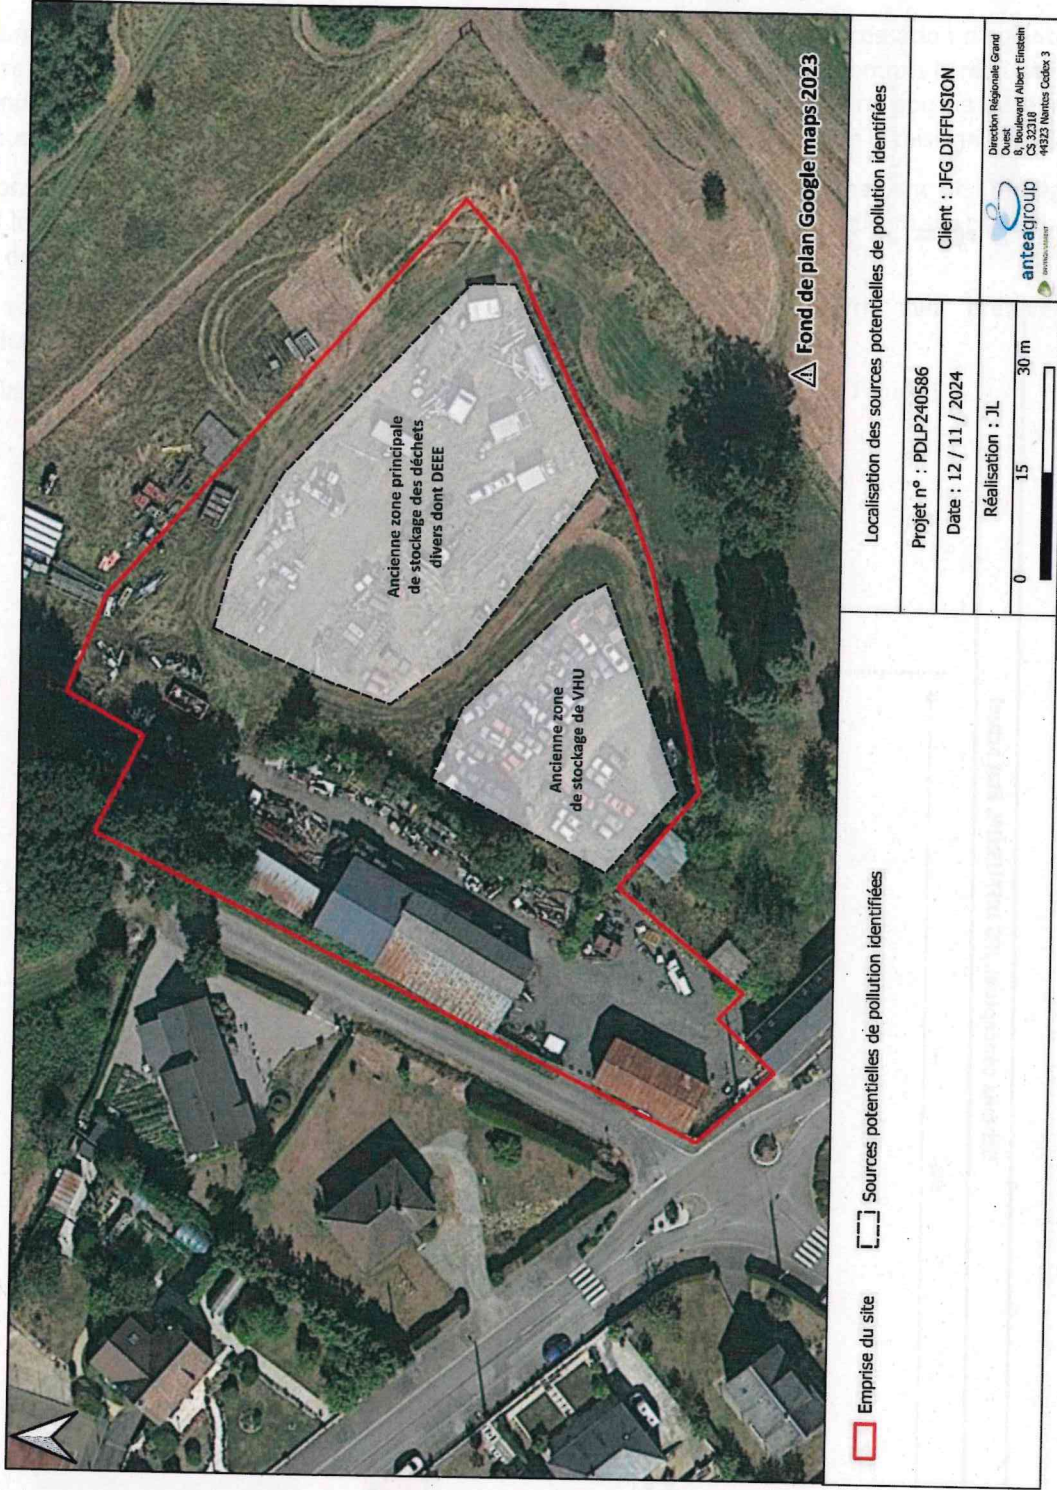 Ancienne zone principale
de stockage des déchets
divers dont DEEE
Ancienne zone
de stockage de VHU
Fond de plan Google maps 2023
Emprise du site
Sources potentielles de pollution identifiées
Localisation des sources potentielles de pollution identifiées
Projet n° : PDLP240586
Client : JFG DIFFUSION
Date : 12 / 11 / 2024
Réalisation : JL
0 15 30 m
anteagroup
Direction Régionale Grand
Ouest
8, Boulevard Albert Einstein
CS 32318
44323 Nantes Cedex 3